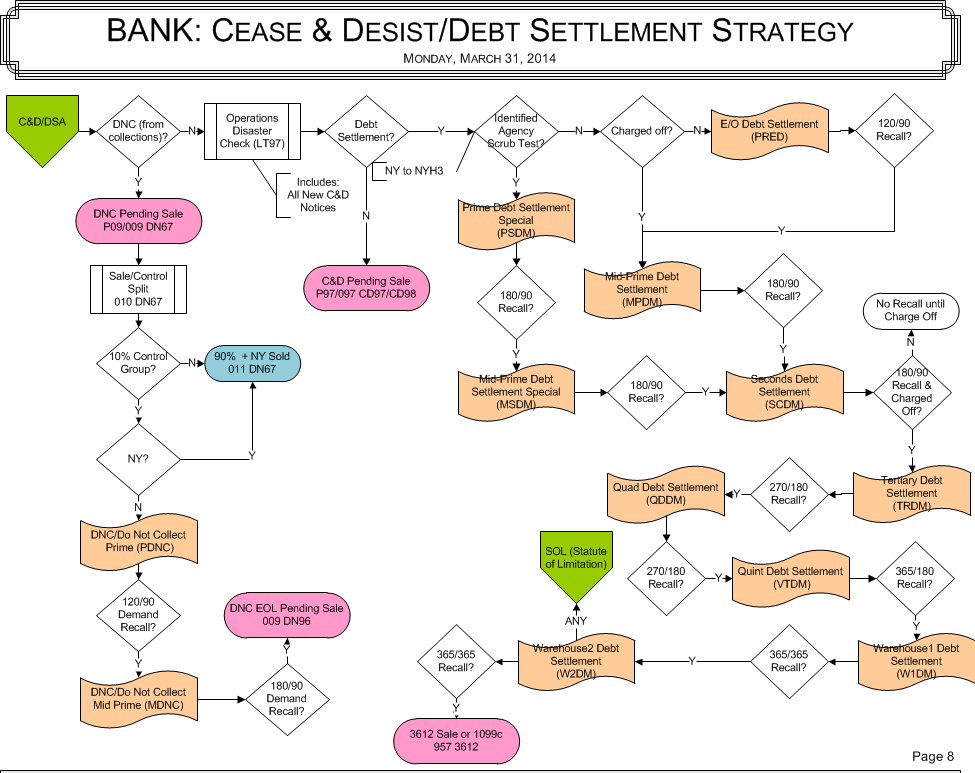 BANK: CEASE & DESIST/DEBT SETTLEMENT STRATEGY
MONDAY, MARCH 31, 2014
C&D/DSA
DNC (from
collections)?
N
Operations
Disaster
Check (LT97)
Debt
Settlement?
Y
Identified
Agency
Scrub Test?
N
Charged off?
N
E/O Debt Settlement
(PRED)
120/90
Recall?
Includes:
All New C&D
Notices
NY to NYH3
Y
N
Y
Y
Y
DNC Pending Sale
P09/009 DN67
Prime Debt Settlement
Special
(PSDM)
Sale/Control
Split
010 DN67
C&D Pending Sale
P97/097 CD97/CD98
180/90
Recall?
Mid-Prime Debt
Settlement
(MPDM)
180/90
Recall?
No Recall until
Charge Off
N
10% Control
Group?
N
90% + NY Sold
011 DN67
Y
Y
Mid-Prime Debt
Settlement Special
(MSDM)
180/90
Recall?
Y
Seconds Debt
Settlement
(SCDM)
180/90
Recall &
Charged
Off?
Y
Y
NY?
Y
N
Quad Debt Settlement
(QDDM)
Y
270/180
Recall?
Tertiary Debt
Settlement
(TRDM)
DNC/Do Not Collect
Prime (PDNC)
SOL (Statute
of Limitation)
270/180
Recall?
Y
Quint Debt Settlement
(VTDM)
365/180
Recall?
120/90
Demand
Recall?
DNC EOL Pending Sale
009 DN96
ANY
Y
Y
Y
365/365
Recall?
Warehouse2 Debt
Settlement
(W2DM)
Y
365/365
Recall?
Warehouse1 Debt
Settlement
(W1DM)
DNC/Do Not Collect
Mid Prime (MDNC)
180/90
Demand
Recall?
Y
3612 Sale or 1099c
957 3612
Page 8